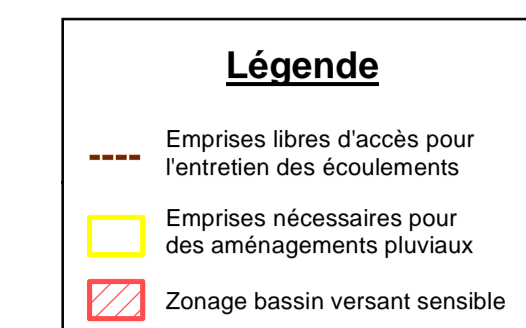 Légende
Emprises libres d'accès pour
l'entretien des écoulements
Emprises nécessaires pour
des aménagements pluviaux
Zonage bassin versant sensible